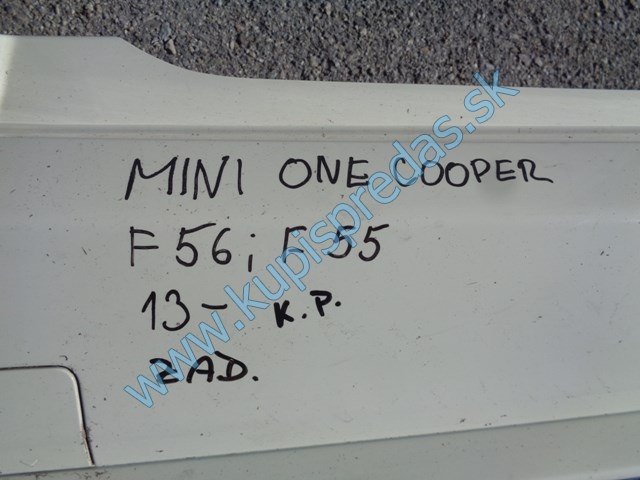 MINI ONE COOPER
F56; F55
13- K.P.
ZAD.
www.kupispredas.sk